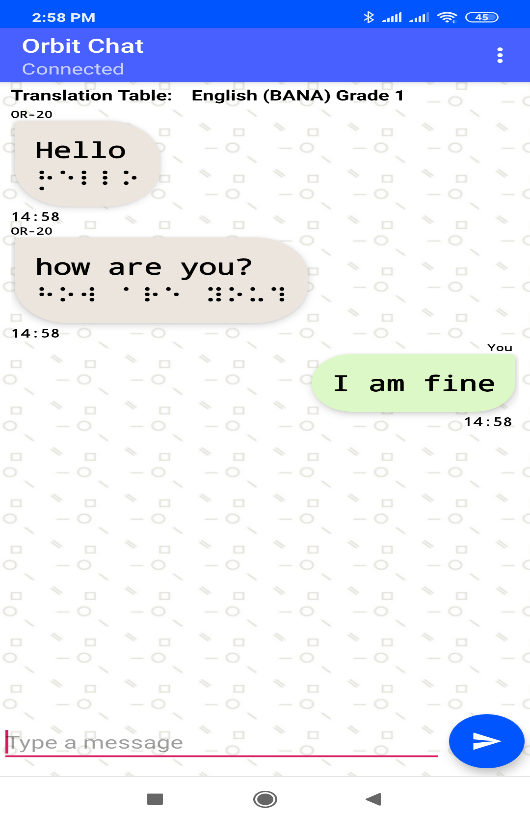 2:58 PM 45
Orbit Chat
Connected
Translation Table: English (BANA) Grade 1
OR-20
Hello
14:58
OR-20
how are you?
14:58
You
I am fine
14:58
Type a message